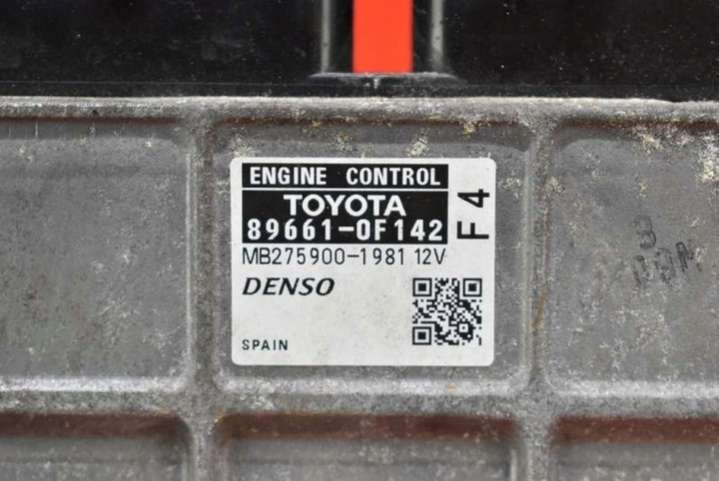 ENGINE CONTROL
TOYOTA
89661-0F142
F4
MB275900-1981 12V
DENSO
SPAIN